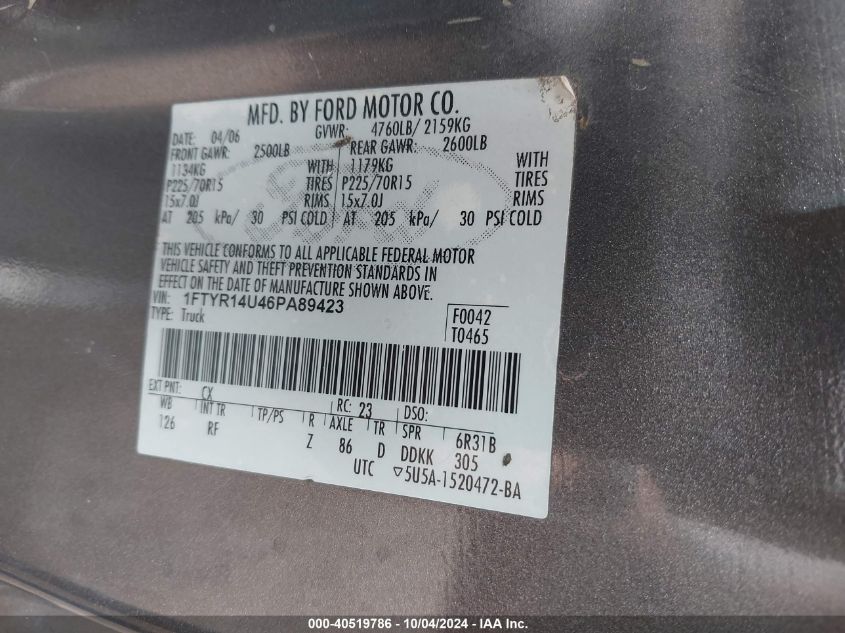 MFD. BY FORD MOTOR CO.
DATE: 04/06 GVWR: 4760LB/ 2159KG
FRONT GAWR: 2500LB REAR GAWR: 2600LB
1134KG WITH 1179KG WITH
P225/70R15 TIRES P225/70R15 TIRES
15x7.0J RIMS 15x7.0J RIMS
AT 205 kPa/ 30 PSI COLD AT 205 kPa/ 30 PSI COLD
THIS VEHICLE CONFORMS TO ALL APPLICABLE FEDERAL MOTOR
VEHICLE SAFETY AND THEFT PREVENTION STANDARDS IN
EFFECT ON THE DATE OF MANUFACTURE SHOWN ABOVE.
VIN: 1FTYR14U46PA89423
TYPE: Truck
F0042
T0465
EXT PNT: CX RC: 23 DSO:
WB INT TR TP/PS R AXLE TR SPR 6R31B
126 RF Z 86 D DDKK 305
UTC ▽5U5A-1520472-BA
000-40519786 - 10/04/2024 - IAA Inc.